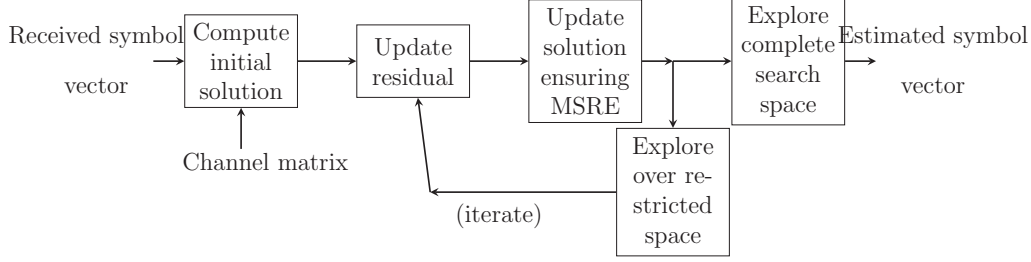 Received symbol
vector
Compute
initial
solution
Channel matrix
Update
residual
Update
solution
ensuring
MSRE
Explore
complete
search
space
Estimated symbol
vector
Explore
over re-
stricted
space
(iterate)